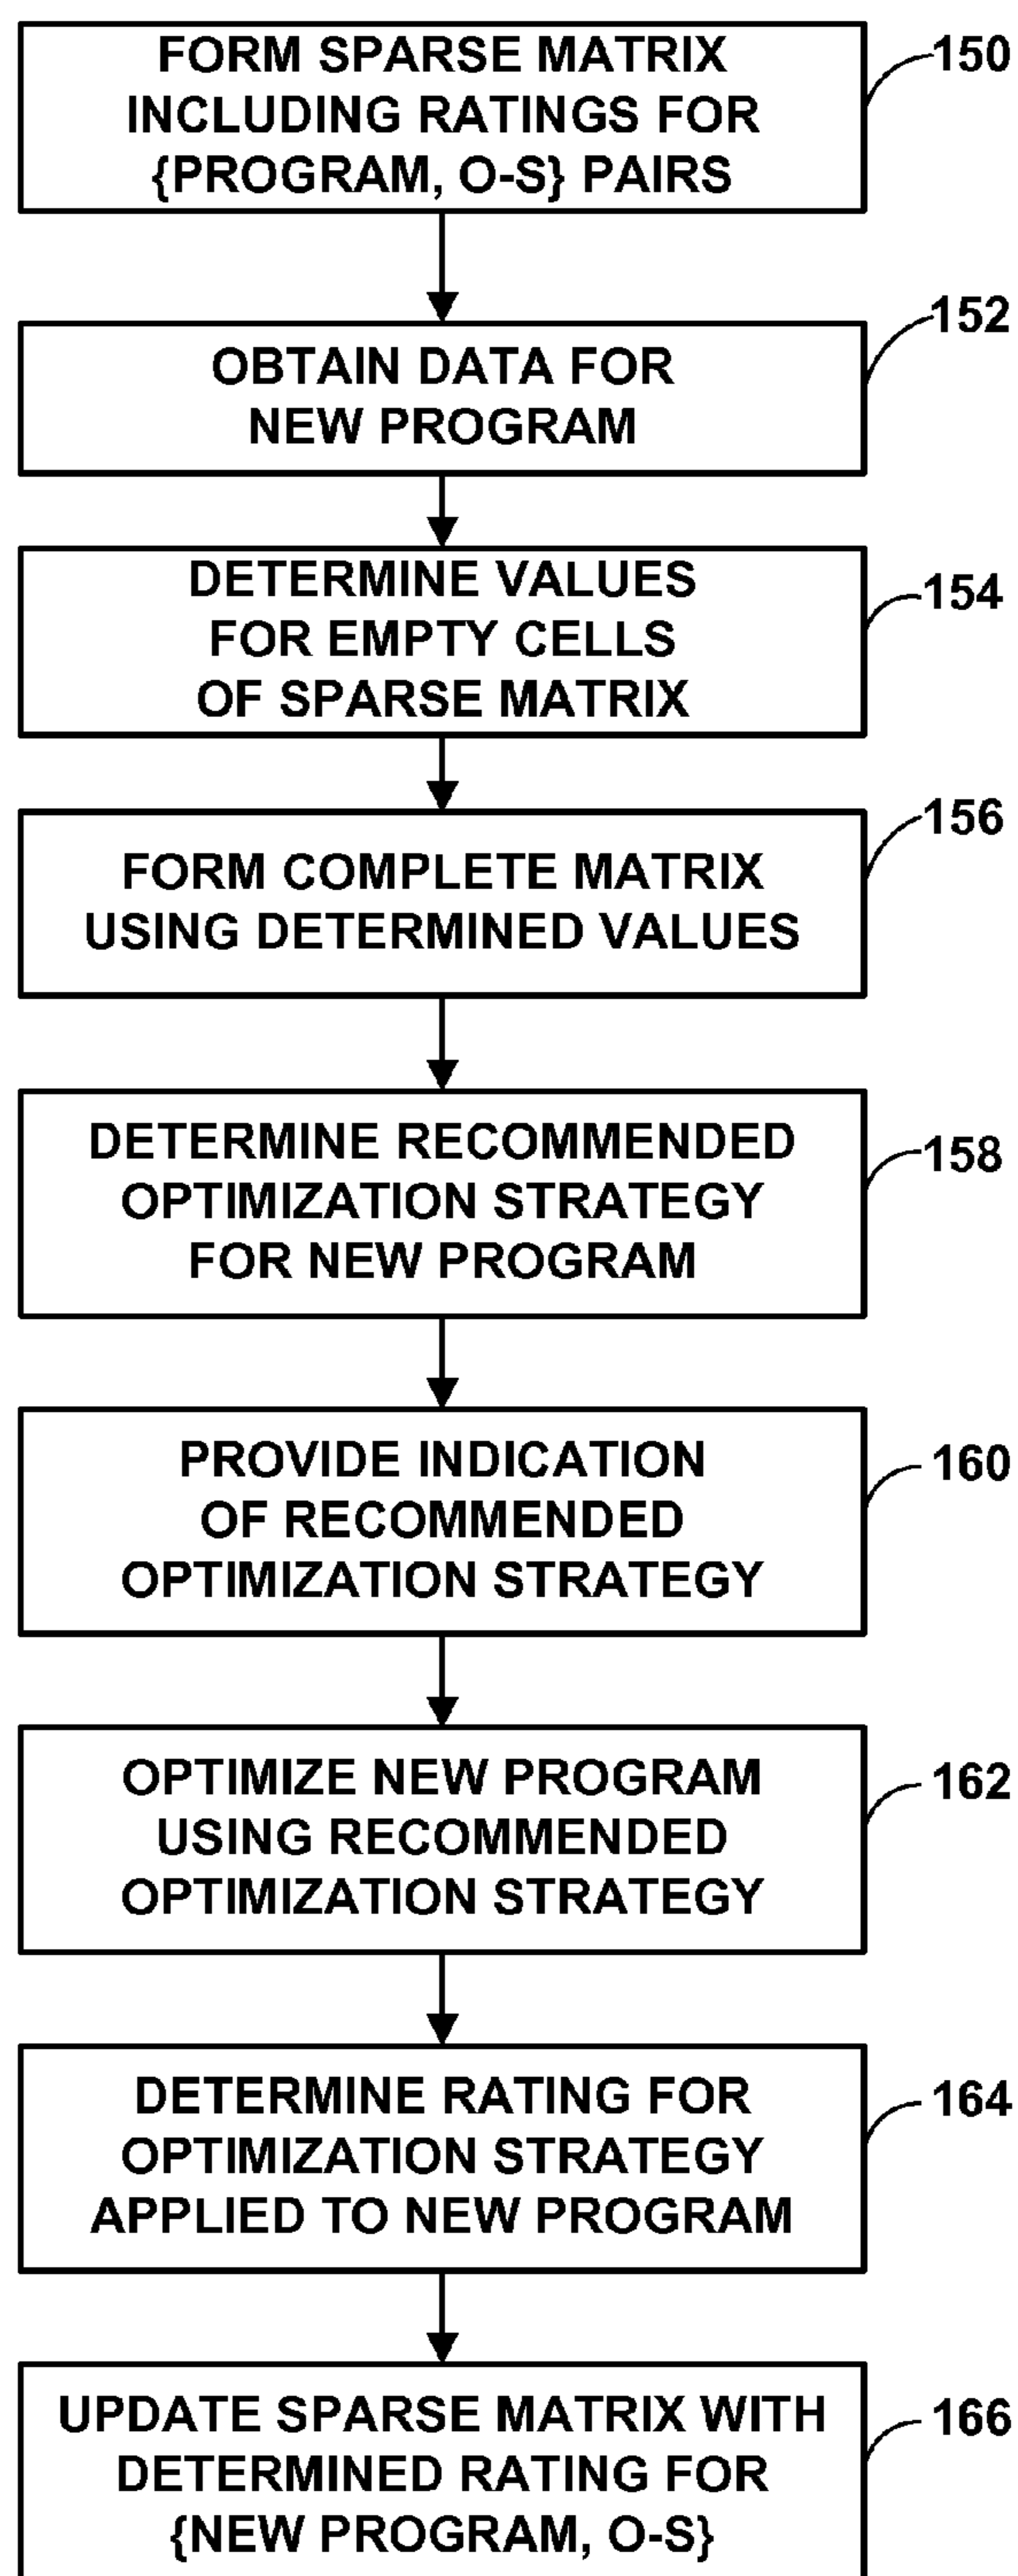 FORM SPARSE MATRIX
INCLUDING RATINGS FOR
{PROGRAM, O-S} PAIRS
150
OBTAIN DATA FOR
NEW PROGRAM
152
DETERMINE VALUES
FOR EMPTY CELLS
OF SPARSE MATRIX
154
FORM COMPLETE MATRIX
USING DETERMINED VALUES
156
DETERMINE RECOMMENDED
OPTIMIZATION STRATEGY
FOR NEW PROGRAM
158
PROVIDE INDICATION
OF RECOMMENDED
OPTIMIZATION STRATEGY
160
OPTIMIZE NEW PROGRAM
USING RECOMMENDED
OPTIMIZATION STRATEGY
162
DETERMINE RATING FOR
OPTIMIZATION STRATEGY
APPLIED TO NEW PROGRAM
164
UPDATE SPARSE MATRIX WITH
DETERMINED RATING FOR
{NEW PROGRAM, O-S}
166